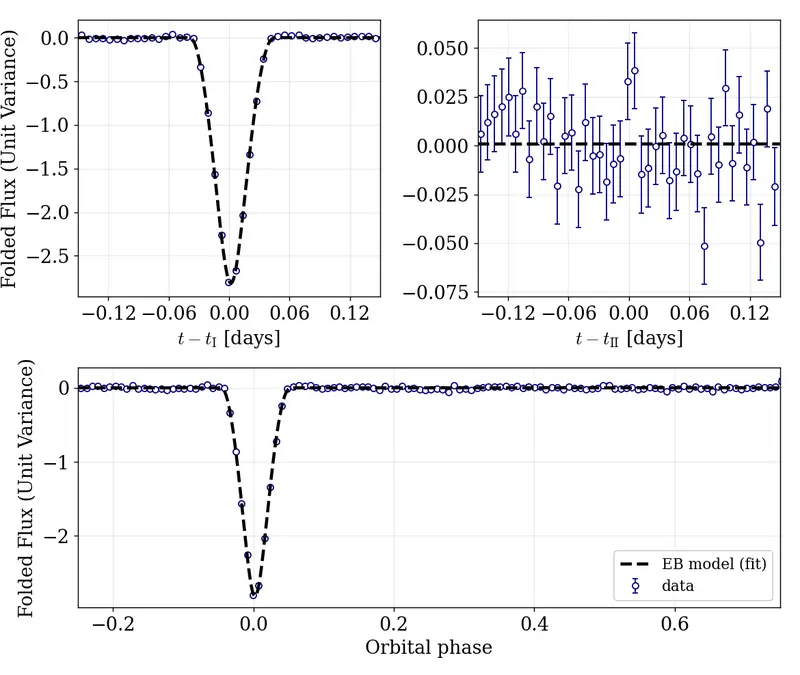 Folded Flux (Unit Variance)
0.0
−0.5
−1.0
−1.5
−2.0
−2.5
−0.12 −0.06 0.00 0.06 0.12
t − tI [days]
0.050
0.025
0.000
−0.025
−0.050
−0.075
−0.12 −0.06 0.00 0.06 0.12
t − tII [days]
Folded Flux (Unit Variance)
0
−1
−2
−0.2 0.0 0.2 0.4 0.6
Orbital phase
EB model (fit)
data